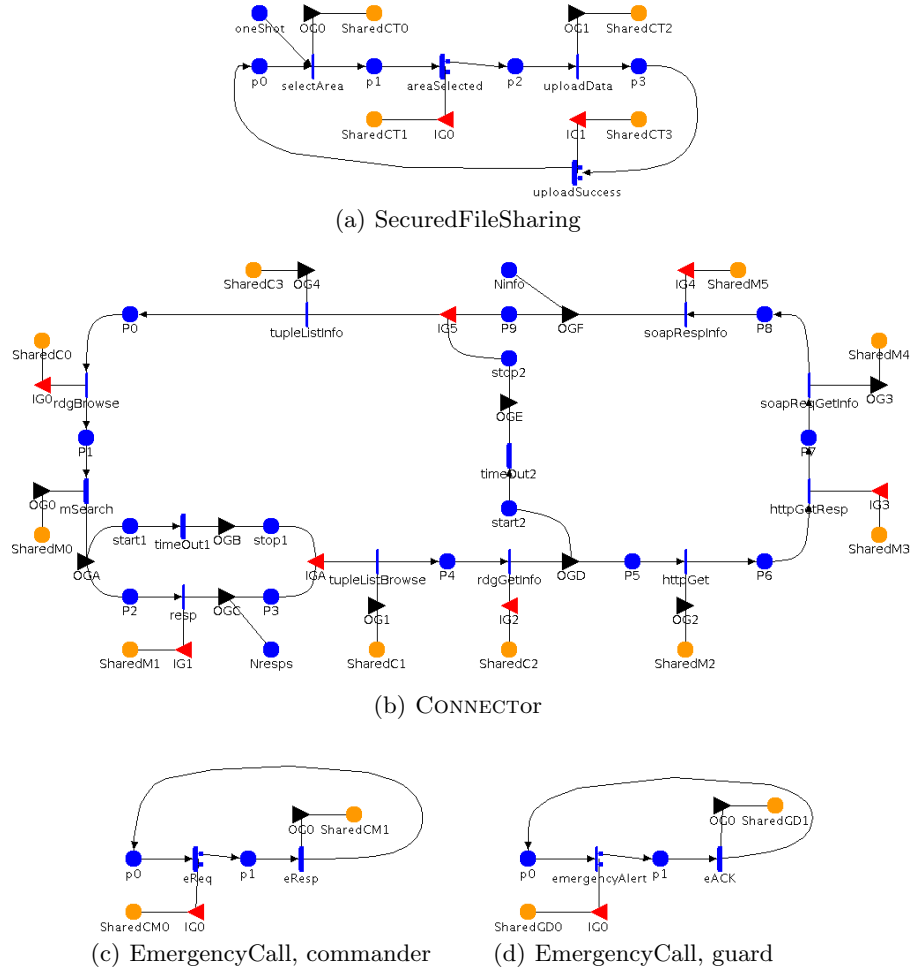 OG0 SharedCT0 OG1 SharedCT2
oneShot
p0 selectArea p1 areaSelected p2 uploadData p3
SharedCT1 IG0 IG1 SharedCT3
uploadSuccess
(a) SecuredFileSharing
SharedC3 OG4 Ninfo IG4 SharedM5
P0 tupleListInfo IG5 P9 OGF soapRespInfo P8
SharedC0 SharedM4
stop2
IG0 rdgBrowse soapReqGetInfo OG3
OGE
P1 P7
timeOut2
OG0 mSearch httpGetResp IG3
start2
start1 timeOut1 OGB stop1
SharedM0 SharedM3
OGA IGA tupleListBrowse P4 rdgGetInfo OGD P5 httpGet P6
P2 resp OGC P3
OG1 IG2 OG2
SharedM1 IG1 Nresps SharedC1 SharedC2 SharedM2
(b) CONNECTor
OG0 SharedCM1 OG0 SharedGD1
p0 eReq p1 eResp p0 emergencyAlert p1 eACK
SharedCM0 IG0 SharedGD0 IG0
(c) EmergencyCall, commander (d) EmergencyCall, guard